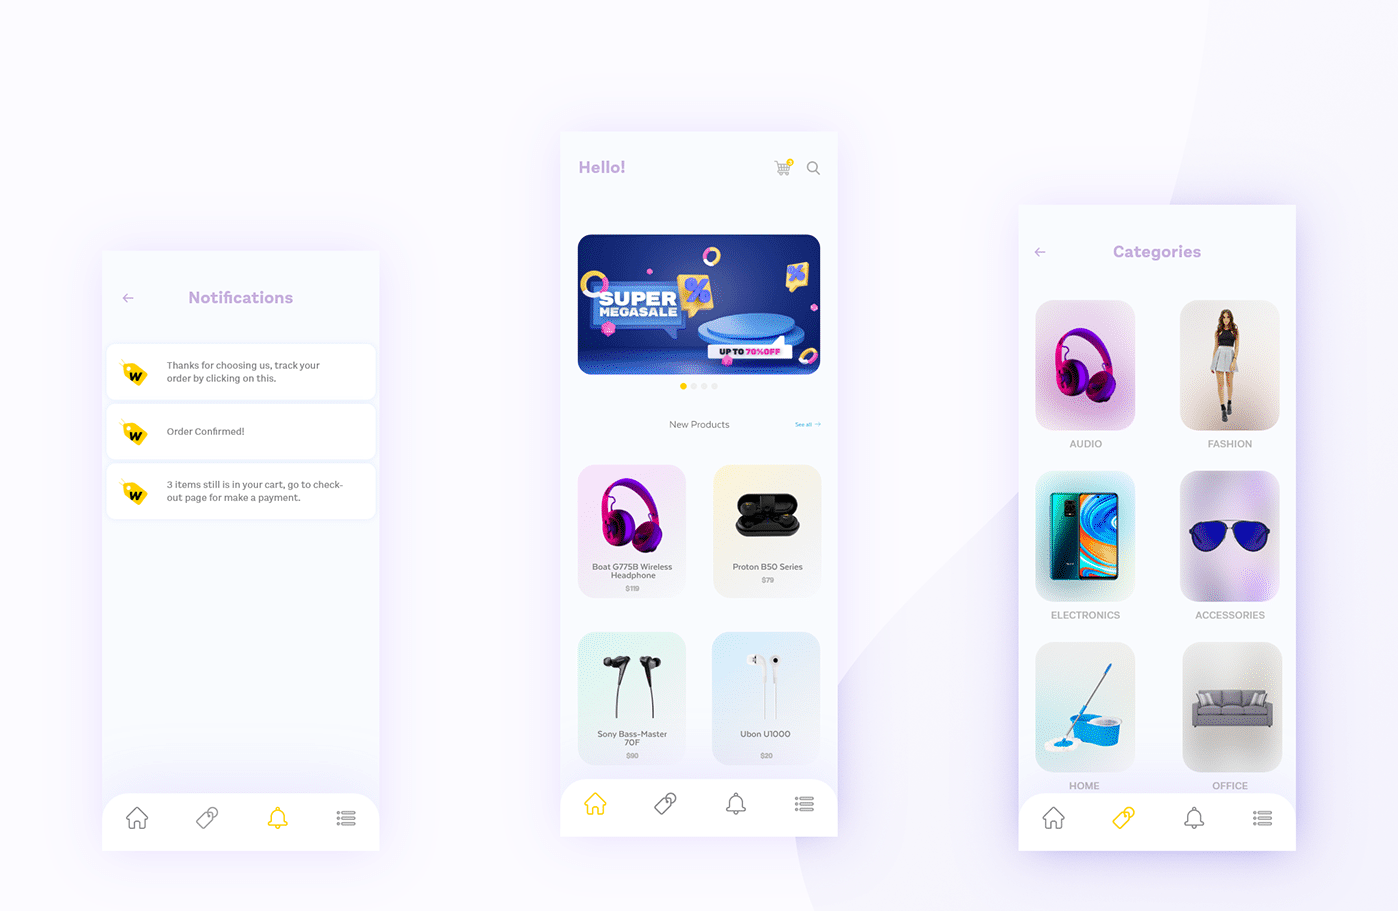 Notifications
Thanks for choosing us, track your
order by clicking on this.
W
Order Confirmed!
W
3 items still is in your cart, go to check-
out page for make a payment.
W
Hello!
SUPER
MEGASALE
%
%
UP TO 70%OFF
New Products
See all →
Boat G775B Wireless
Headphone
$119
Proton B50 Series
$79
Sony Bass-Master
70F
$90
Ubon U1000
$20
Categories
AUDIO
FASHION
ELECTRONICS
ACCESSORIES
HOME
OFFICE